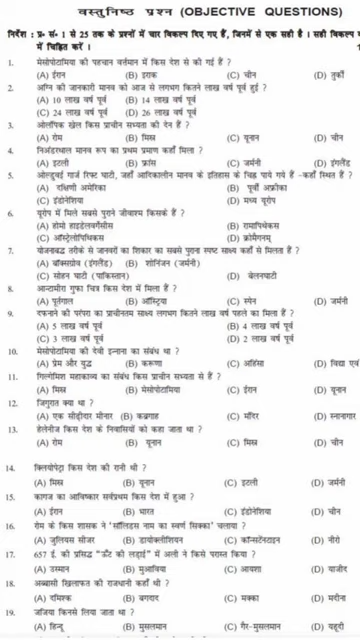 वस्तुनिष्ठ प्रश्न (OBJECTIVE QUESTIONS)
निर्देश : प्र० सं० 1 से 25 तक के प्रश्नों में चार विकल्प दिए गए हैं, जिनमें से एक सही है । सही विकल्प
में चिह्नित करें ।
1. मेसोपोटामिया की पहचान वर्तमान में किस देश से की गई है ?
(A) ईरान (B) इराक (C) चीन (D) तुर्की
2. अग्नि की जानकारी मानव को आज से लगभग कितने लाख वर्ष पूर्व हुई ?
(A) 10 लाख वर्ष पूर्व (B) 14 लाख वर्ष पूर्व
(C) 24 लाख वर्ष पूर्व (D) 26 लाख वर्ष पूर्व
3. ओलंपिक खेल किस प्राचीन सभ्यता की देन हैं ?
(A) रोम (B) मिस्र (C) यूनान (D) चीन
4. निअंडरथाल मानव रूप का प्रथम प्रमाण कहाँ मिला ?
(A) इटली (B) फ्रांस (C) जर्मनी (D) इंगलैंड
5. ओल्डुवई गार्ज रिफ्ट घाटी, जहाँ आदिकालीन मानव के इतिहास के चिह्न पाये गये हैं -कहाँ स्थित है ?
(A) दक्षिणी अमेरिका (B) पूर्वी अफ्रीका
(C) इंडोनेशिया (D) मध्य यूरोप
6. यूरोप में मिले सबसे पुराने जीवाश्म किसके हैं ?
(A) होमो हाइडलबर्गेसीस (B) रामापिथेकस
(C) ऑस्ट्रेलोपिथिकस (D) क्रोमैगनम्
7. योजनाबद्ध तरीके से जानवरों का शिकार का सबसे पुराना स्पष्ट साक्ष्य कहाँ से मिलता है ?
(A) बॉक्सग्रोव (इंगलैंड) (B) शोनिंजन (जर्मनी)
(C) सोहन घाटी (पाकिस्तान) (D) बेलनघाटी
8. आल्टामीरा गुफा चित्र किस देश में मिला है ?
(A) पुर्तगाल (B) ऑस्ट्रिया (C) स्पेन (D) जर्मनी
9. दफनाने की परंपरा का प्राचीनतम साक्ष्य लगभग कितने लाख वर्ष पहले का मिला है ?
(A) 5 लाख वर्ष पूर्व (B) 4 लाख वर्ष पूर्व
(C) 3 लाख वर्ष पूर्व (D) 2 लाख वर्ष पूर्व
10. मेसोपोटामिया की देवी इन्नाना का संबंध था ?
(A) प्रेम और युद्ध (B) करूणा (C) अहिंसा (D) विद्या एवं
11. गिल्गेमिश महाकाव्य का संबंध किस प्राचीन सभ्यता से है ?
(A) मिस्र (B) मेसोपोटामिया (C) ईरान (D) यूनान
12. जिगुरात क्या था ?
(A) एक सीढ़ीदार मीनार (B) कब्रगाह (C) मंदिर (D) स्नानागार
13. हेलेनीज किस देश के निवासियों को कहा जाता था ?
(A) रोम (B) यूनान (C) मिस्र (D) चीन
14. क्लियोपेट्रा किस देश की रानी थी ?
(A) मिस्र (B) यूनान (C) इटली (D) जर्मनी
15. कागज का आविष्कार सर्वप्रथम किस देश में हुआ ?
(A) ईरान (B) भारत (C) इंडोनेशिया (D) चीन
16. रोम के किस शासक ने 'सॉलिडस नाम का स्वर्ण सिक्का' चलाया ?
(A) जुलियस सीजर (B) डायोक्लीशियन (C) कॉन्सटेंनटाइन (D) नीरो
17. 657 ई. की प्रसिद्ध "ऊँट की लड़ाई" में अली ने किसे परास्त किया ?
(A) उस्मान (B) मुआविया (C) आयशा (D) याजीद
18. अब्बासी खिलाफत की राजधानी कहाँ थी ?
(A) दमिश्क (B) बगदाद (C) मक्का (D) मदीना
19. जजिया किनसे लिया जाता था ?
(A) हिन्दू (B) मुसलमान (C) गैर-मुसलमान (D) यहूदी